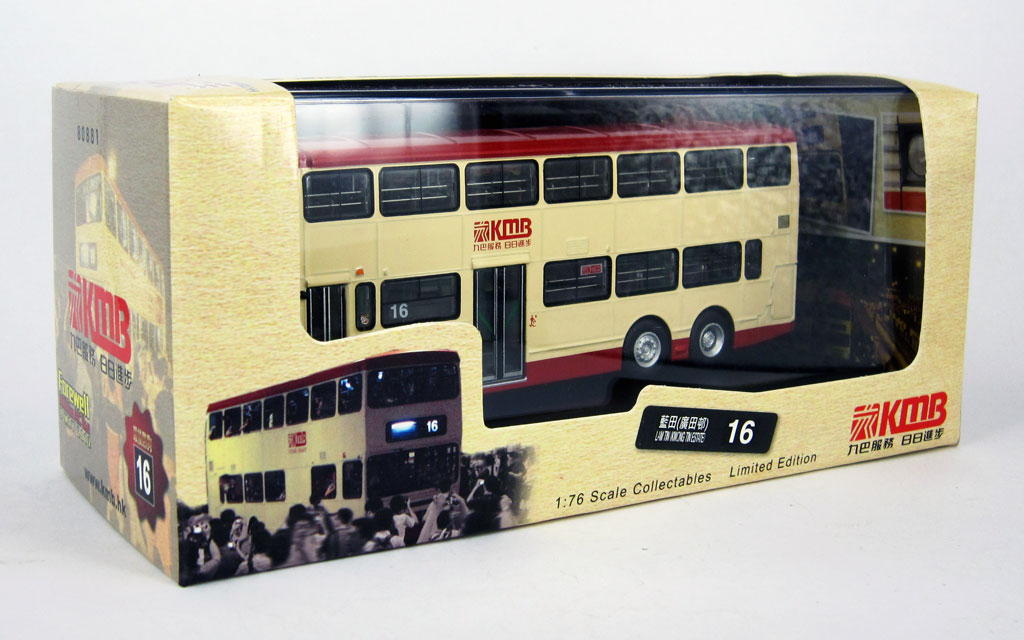 80881
KMB
九巴服務 日日進步
Farewell
16
www.kmb.hk
KMB
九巴服務 日日進步
16
16
藍田(廣田邨)
LAM TIN (KWONG TIN ESTATE)
16
KMB
九巴服務 日日進步
1:76 Scale Collectables Limited Edition